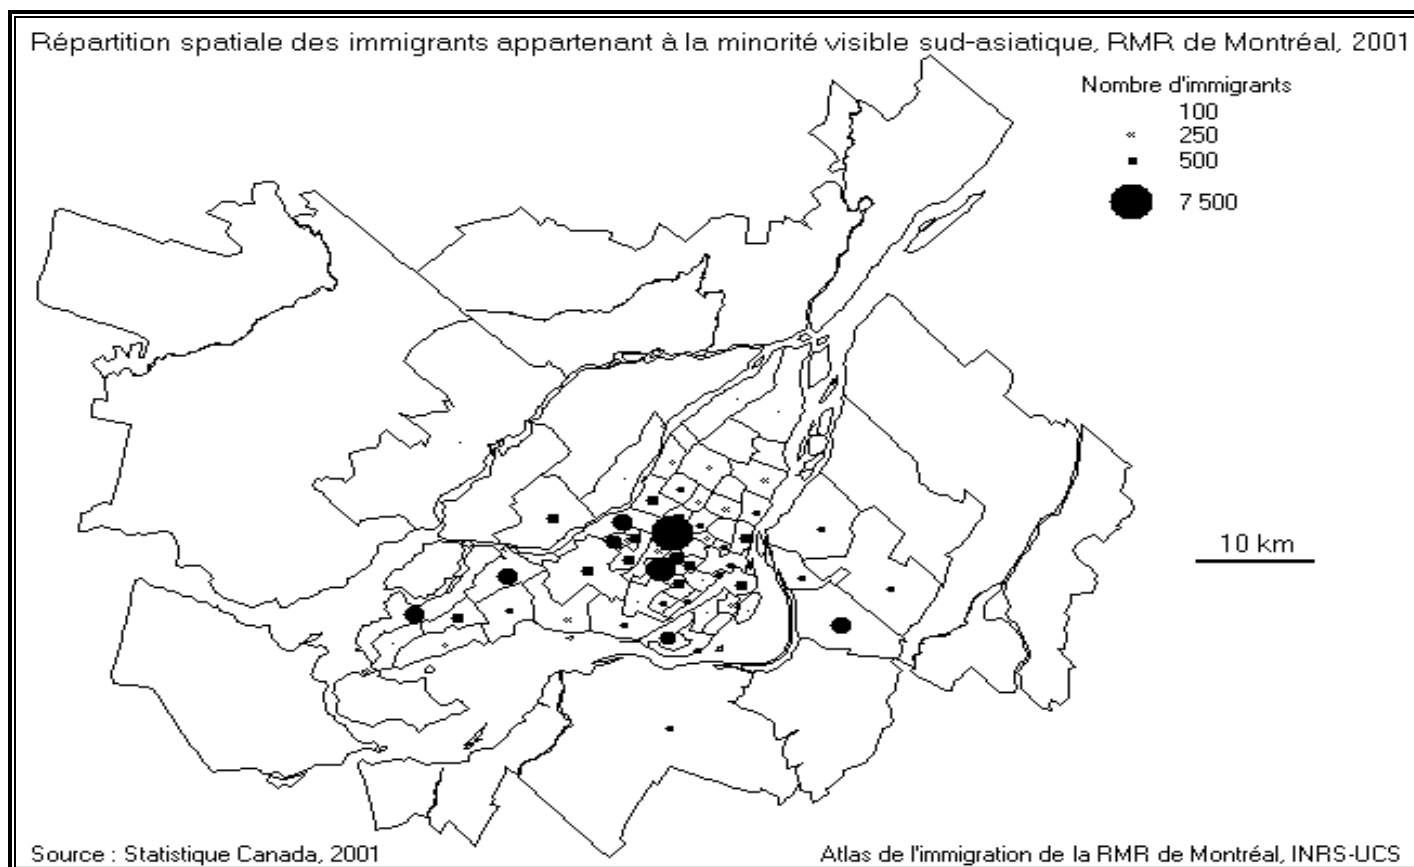 Répartition spatiale des immigrants appartenant à la minorité visible sud-asiatique, RMR de Montréal, 2001
Nombre d'immigrants
100
250
500
7 500
10 km
Source : Statistique Canada, 2001
Atlas de l'immigration de la RMR de Montréal, INRS-UCS